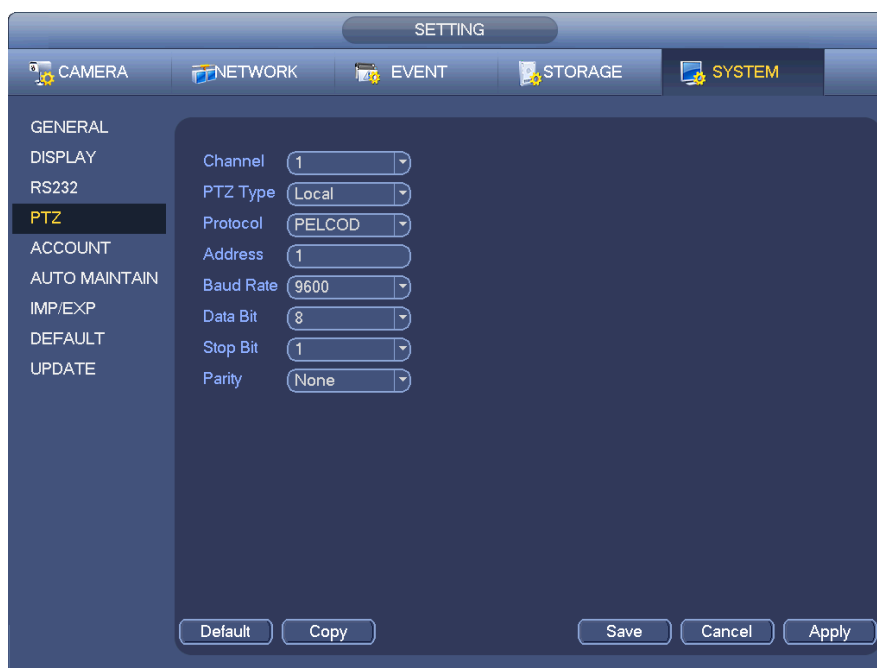 SETTING
CAMERA NETWORK EVENT STORAGE SYSTEM
GENERAL
DISPLAY
RS232
PTZ
ACCOUNT
AUTO MAINTAIN
IMP/EXP
DEFAULT
UPDATE
Channel 1
PTZ Type Local
Protocol PELCOD
Address 1
Baud Rate 9600
Data Bit 8
Stop Bit 1
Parity None
Default Copy Save Cancel Apply